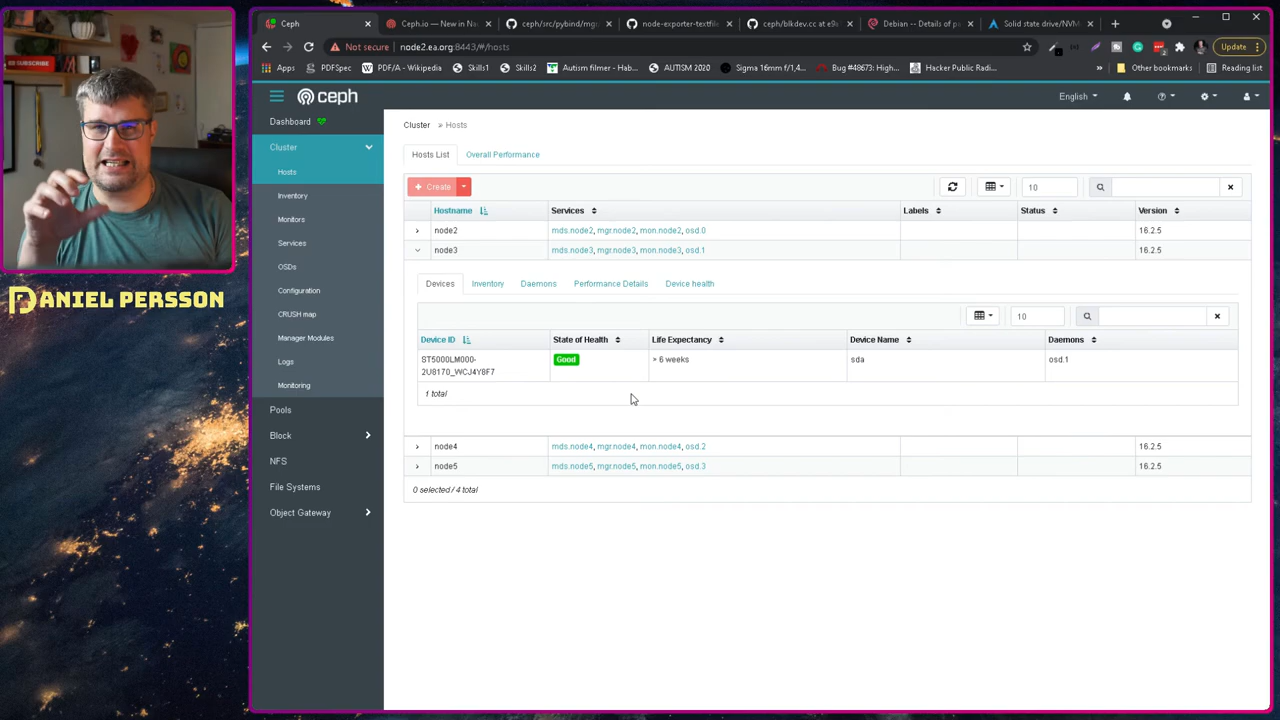 Ceph
Ceph.io — New in Ne
ceph/src/pybind/mgr
node-exporter-textfile
ceph/blkdev.cc at e9
Debian -- Details of pa
Solid state drive/NVM
Not secure
node2.ea.org:8443/#/hosts
Update
Apps
PDFSpec
PDF/A - Wikipedia
Skills1
Skills2
Autism filmer - Hab...
AUTISM 2020
Sigma 16mm f/1,4...
Bug #48673: High...
Hacker Public Radi...
»
Other bookmarks
Reading list
ceph
English
Dashboard
Cluster
Hosts
Inventory
Monitors
Services
OSDs
Configuration
CRUSH map
Manager Modules
Logs
Monitoring
Pools
Block
NFS
File Systems
Object Gateway
Cluster » Hosts
Hosts List
Overall Performance
+ Create
10
Hostname
Services
Labels
Status
Version
node2
mds.node2, mgr.node2, mon.node2, osd.0
16.2.5
node3
mds.node3, mgr.node3, mon.node3, osd.1
16.2.5
Devices
Inventory
Daemons
Performance Details
Device health
10
Device ID
State of Health
Life Expectancy
Device Name
Daemons
ST5000LM000-
2U8170_WCJ4Y8F7
Good
> 6 weeks
sda
osd.1
1 total
node4
mds.node4, mgr.node4, mon.node4, osd.2
16.2.5
node5
mds.node5, mgr.node5, mon.node5, osd.3
16.2.5
0 selected / 4 total
DANIEL PERSSON